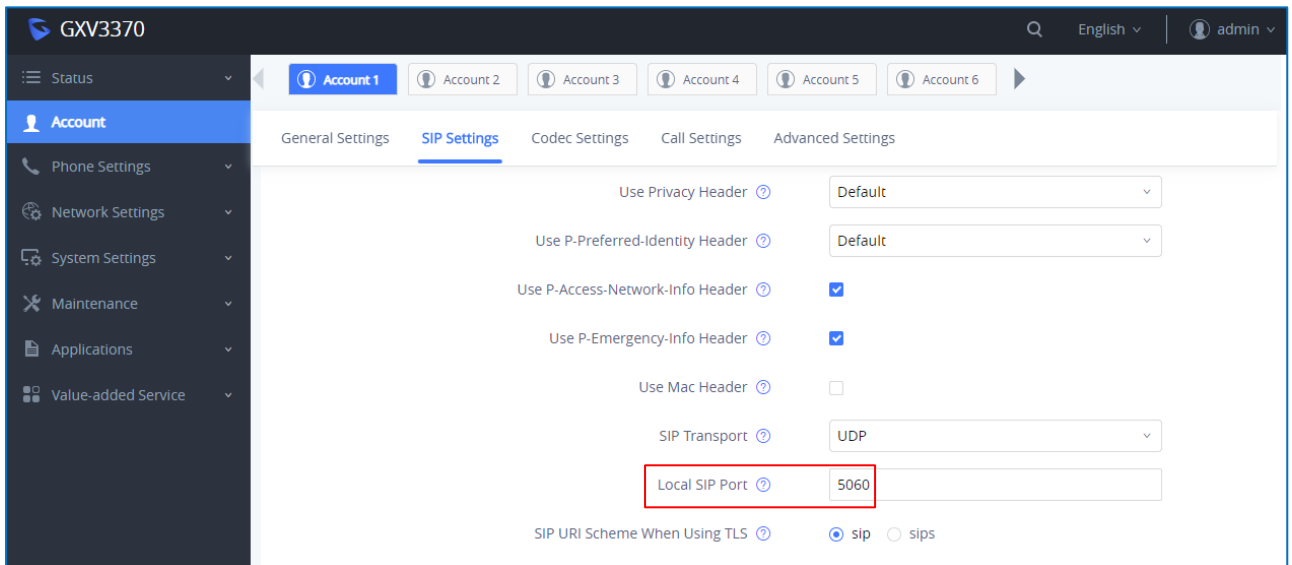 GXV3370
English
admin
Status
Account
Phone Settings
Network Settings
System Settings
Maintenance
Applications
Value-added Service
Account 1
Account 2
Account 3
Account 4
Account 5
Account 6
General Settings
SIP Settings
Codec Settings
Call Settings
Advanced Settings
Use Privacy Header ? Default
Use P-Preferred-Identity Header ? Default
Use P-Access-Network-Info Header ?
Use P-Emergency-Info Header ?
Use Mac Header ?
SIP Transport ? UDP
Local SIP Port ? 5060
SIP URI Scheme When Using TLS ? sip sips